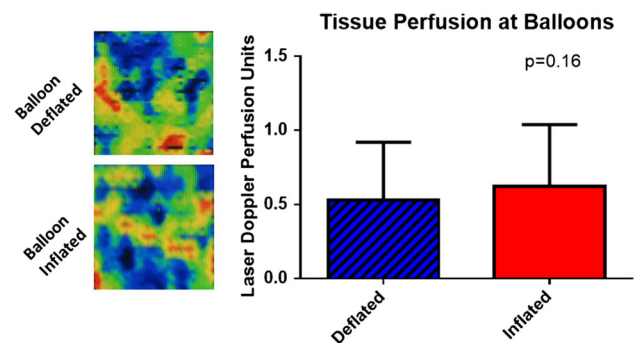 Balloon
Deflated
Balloon
Inflated
Tissue Perfusion at Balloons
Laser Doppler Perfusion Units
1.5
1.0
0.5
0.0
p=0.16
Deflated
Inflated